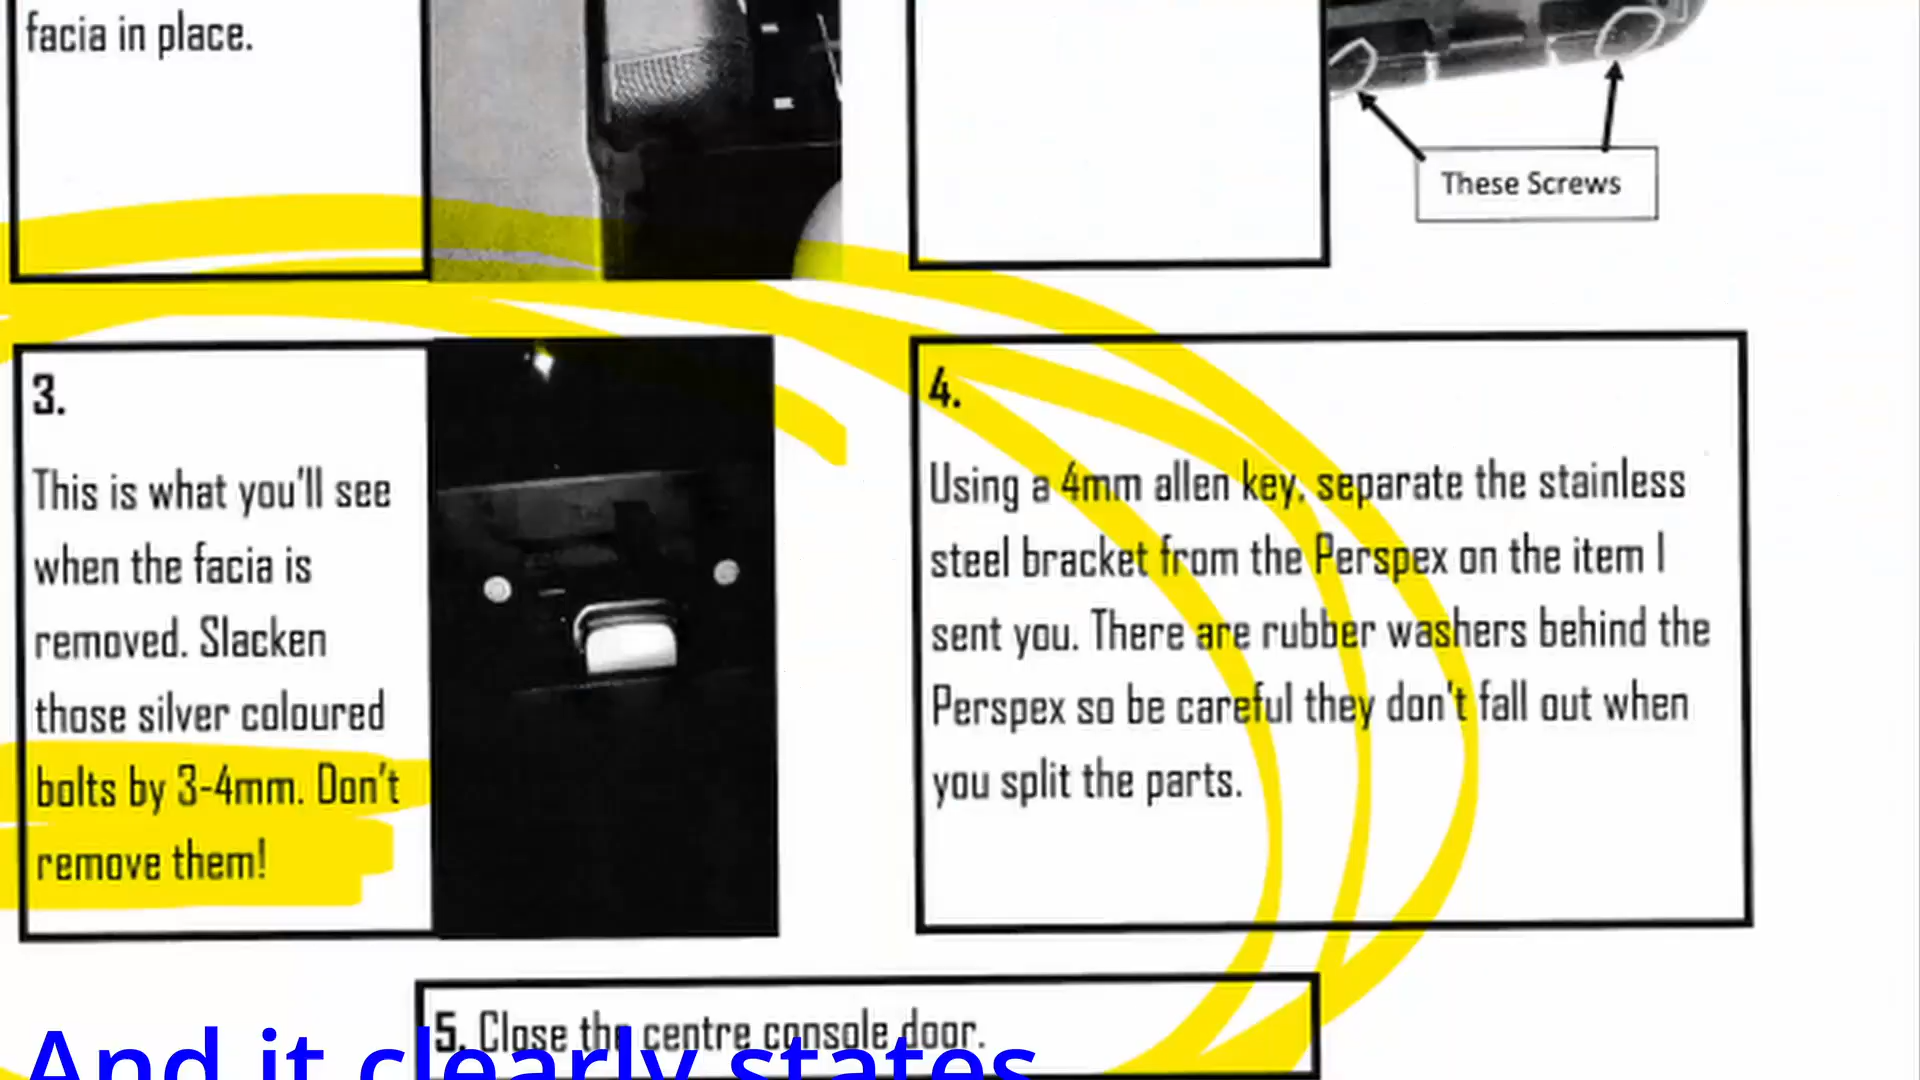 facia in place.
These Screws
3.
This is what you'll see
when the facia is
removed. Slacken
those silver coloured
bolts by 3-4mm. Don't
remove them!
4.
Using a 4mm allen key, separate the stainless
steel bracket from the Perspex on the item I
sent you. There are rubber washers behind the
Perspex so be careful they don't fall out when
you split the parts.
5. Close the centre console door.
And it clearly states